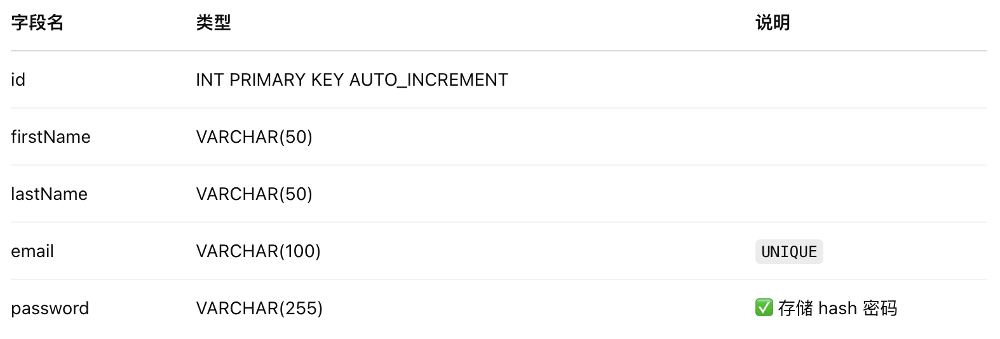 字段名 类型 说明
id INT PRIMARY KEY AUTO_INCREMENT
firstName VARCHAR(50)
lastName VARCHAR(50)
email VARCHAR(100) UNIQUE
password VARCHAR(255) ✅ 存储 hash 密码